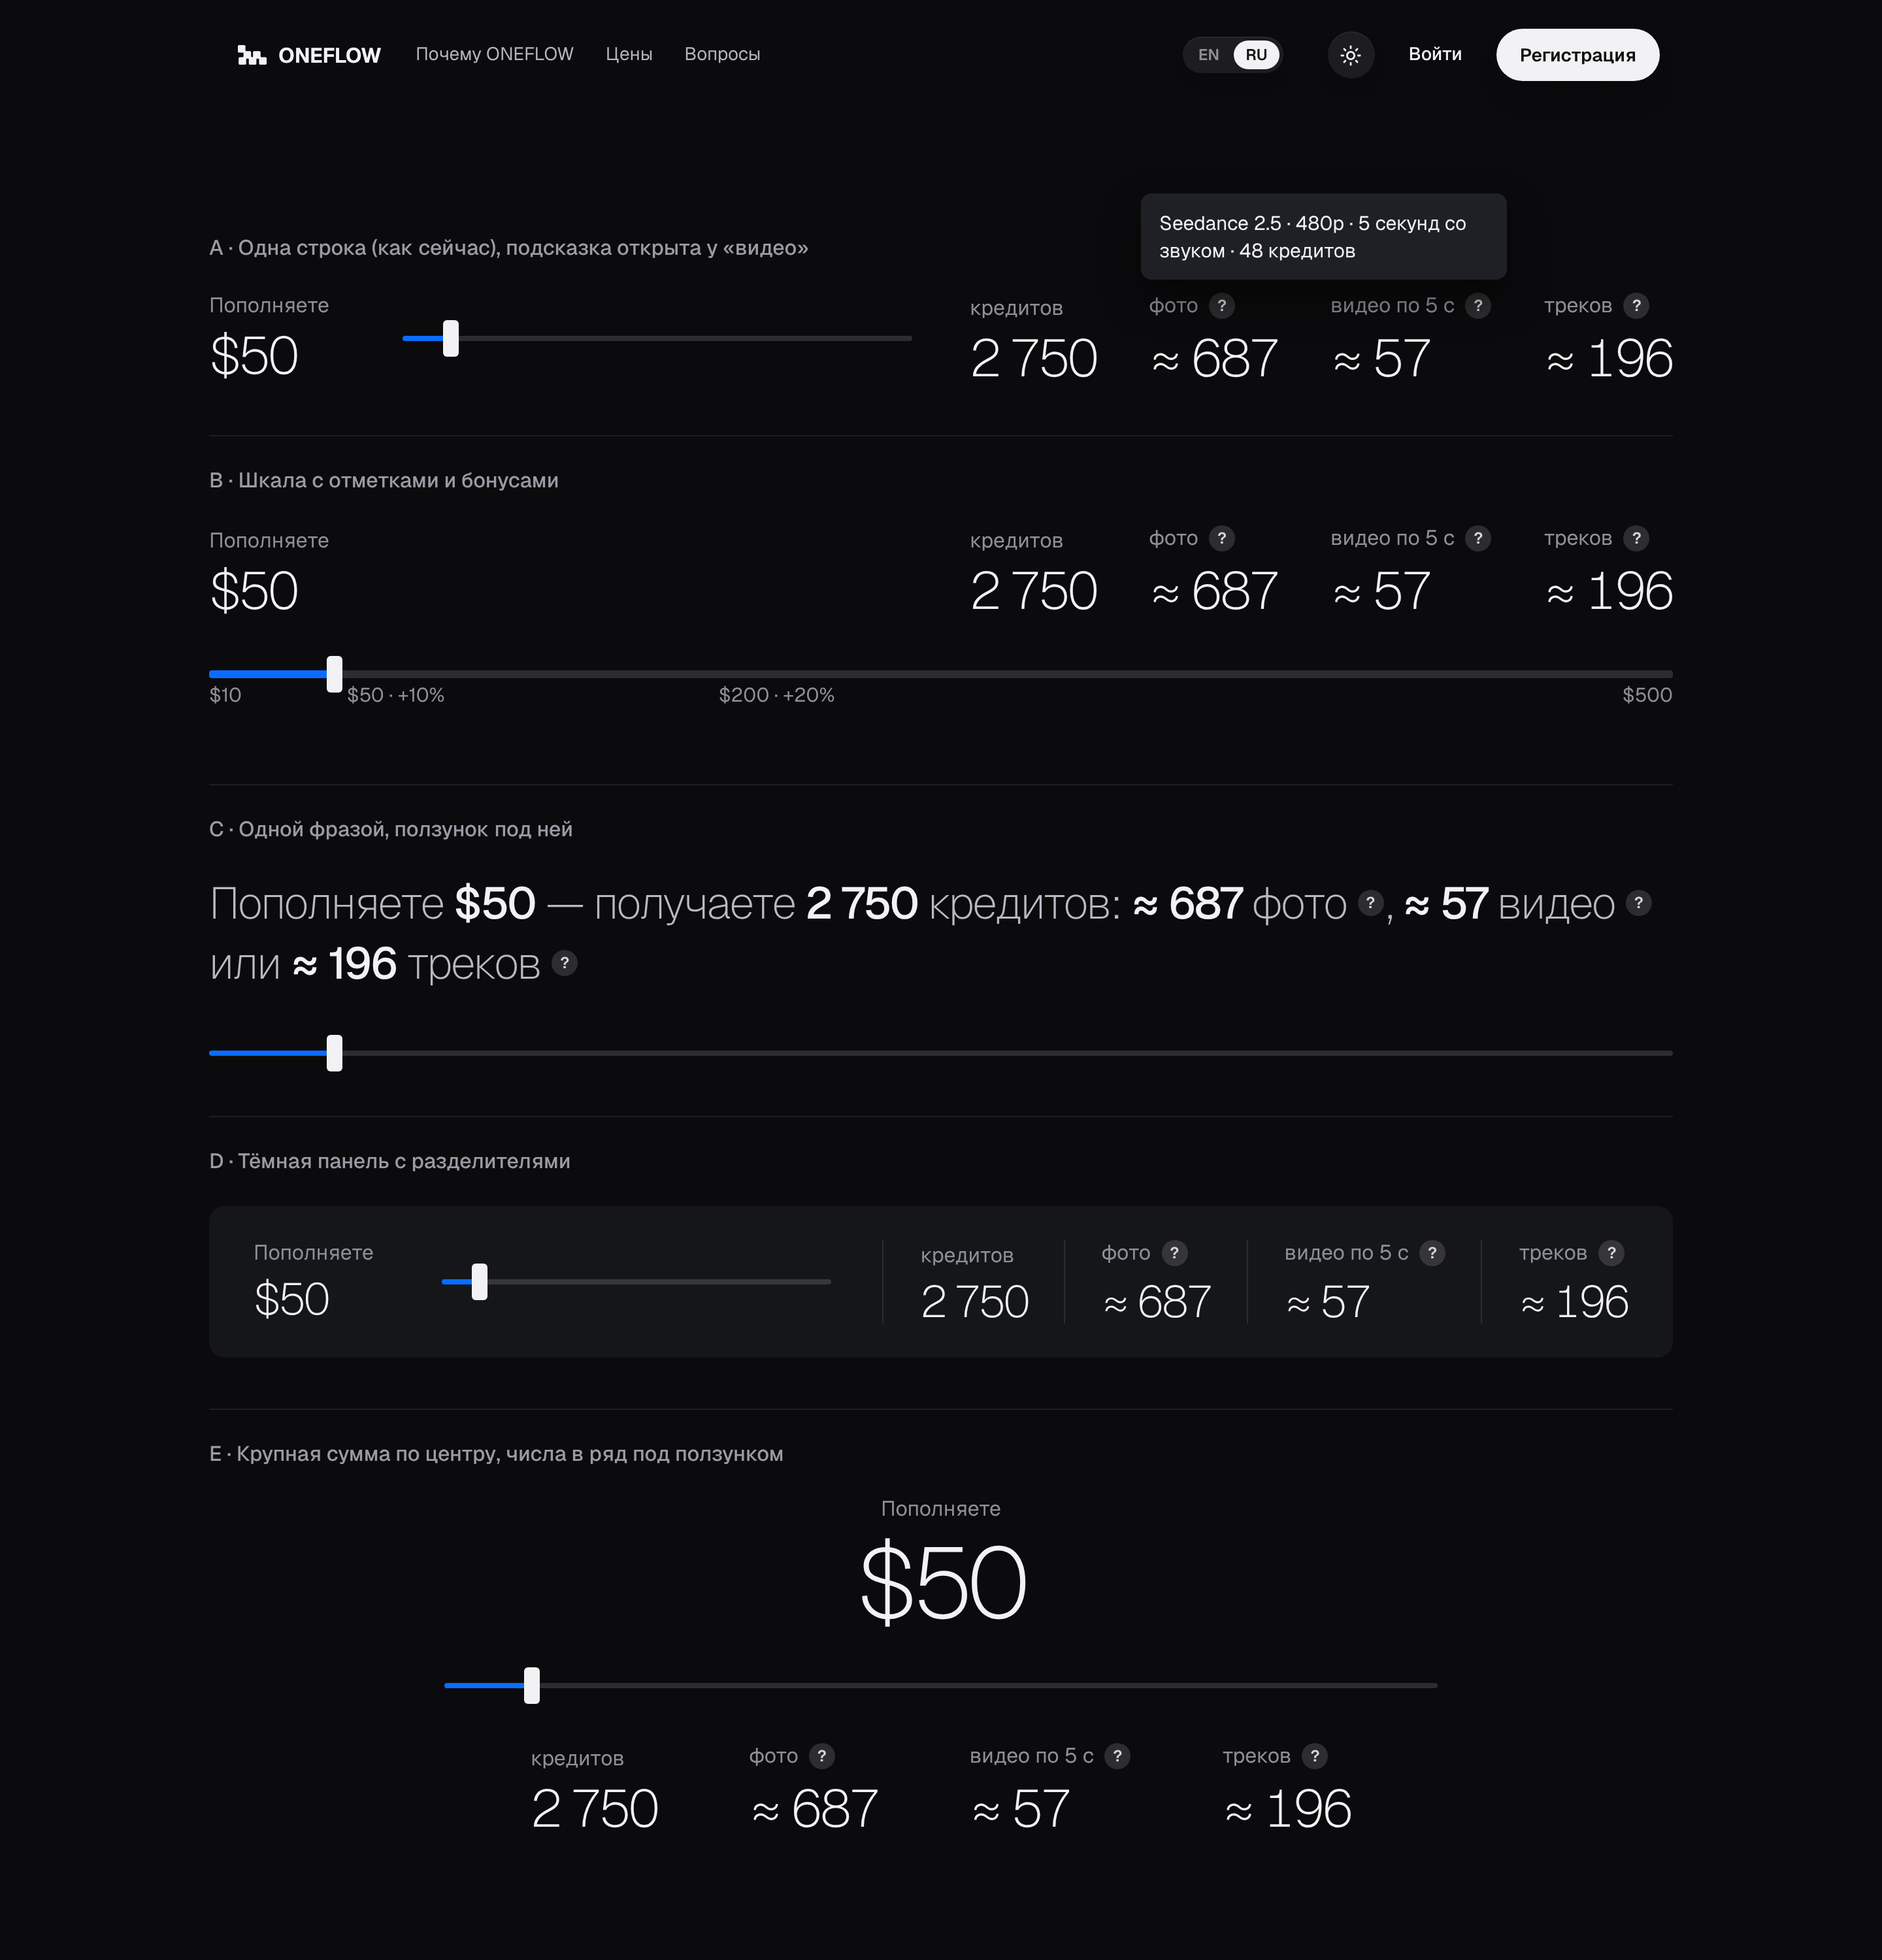 ONEFLOW Почему ONEFLOW Цены Вопросы EN RU Войти Регистрация
Seedance 2.5 · 480p · 5 секунд со
звуком · 48 кредитов
A · Одна строка (как сейчас), подсказка открыта у «видео»
Пополняете кредитов фото ? видео по 5 с ? треков ?
$50 2 750 ≈ 687 ≈ 57 ≈ 196
B · Шкала с отметками и бонусами
Пополняете кредитов фото ? видео по 5 с ? треков ?
$50 2 750 ≈ 687 ≈ 57 ≈ 196
$10 $50 · +10% $200 · +20% $500
C · Одной фразой, ползунок под ней
Пополняете $50 — получаете 2 750 кредитов: ≈ 687 фото ?, ≈ 57 видео ?
или ≈ 196 треков ?
D · Тёмная панель с разделителями
Пополняете кредитов фото ? видео по 5 с ? треков ?
$50 2 750 ≈ 687 ≈ 57 ≈ 196
E · Крупная сумма по центру, числа в ряд под ползунком
Пополняете
$50
кредитов фото ? видео по 5 с ? треков ?
2 750 ≈ 687 ≈ 57 ≈ 196